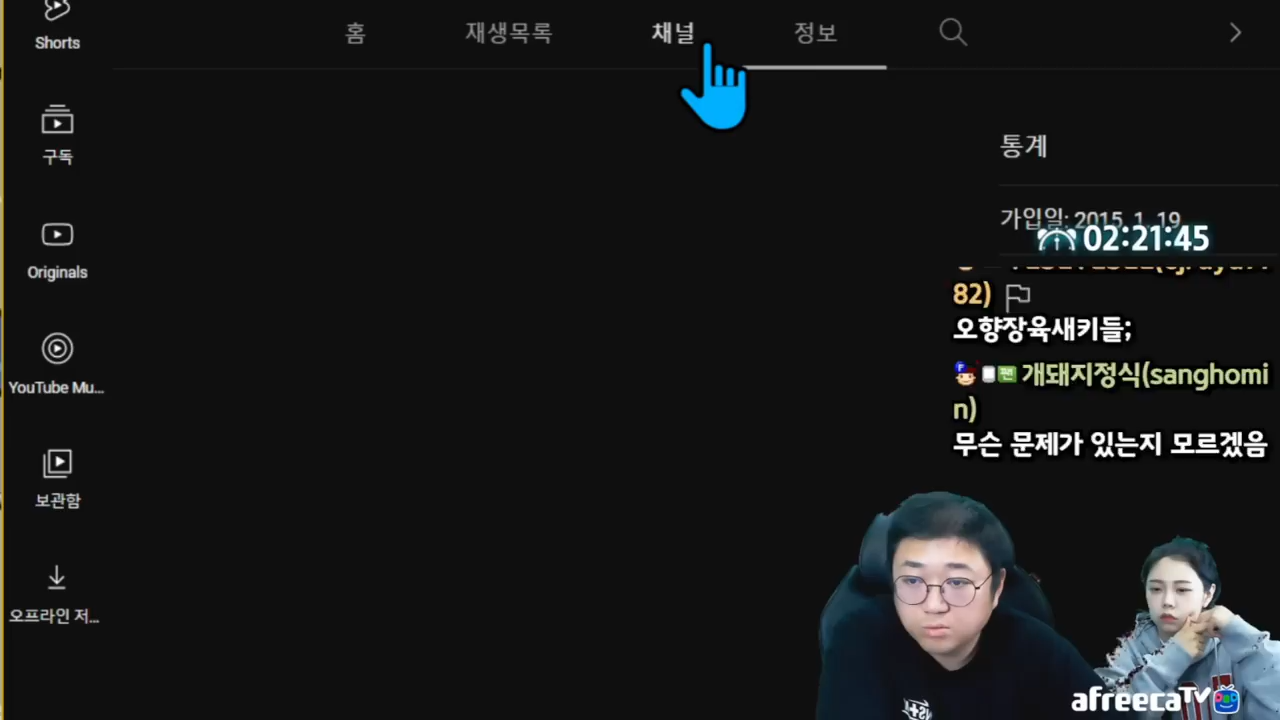 Shorts
홈
재생목록
채널
정보
구독
통계
가입일: 2015. 1. 19.
02:21:45
Originals
82)
오향장육새키들;
팬 개돼지정식(sanghomi
n)
무슨 문제가 있는지 모르겠음
YouTube Mu...
보관함
오프라인 저...
afreecaTV